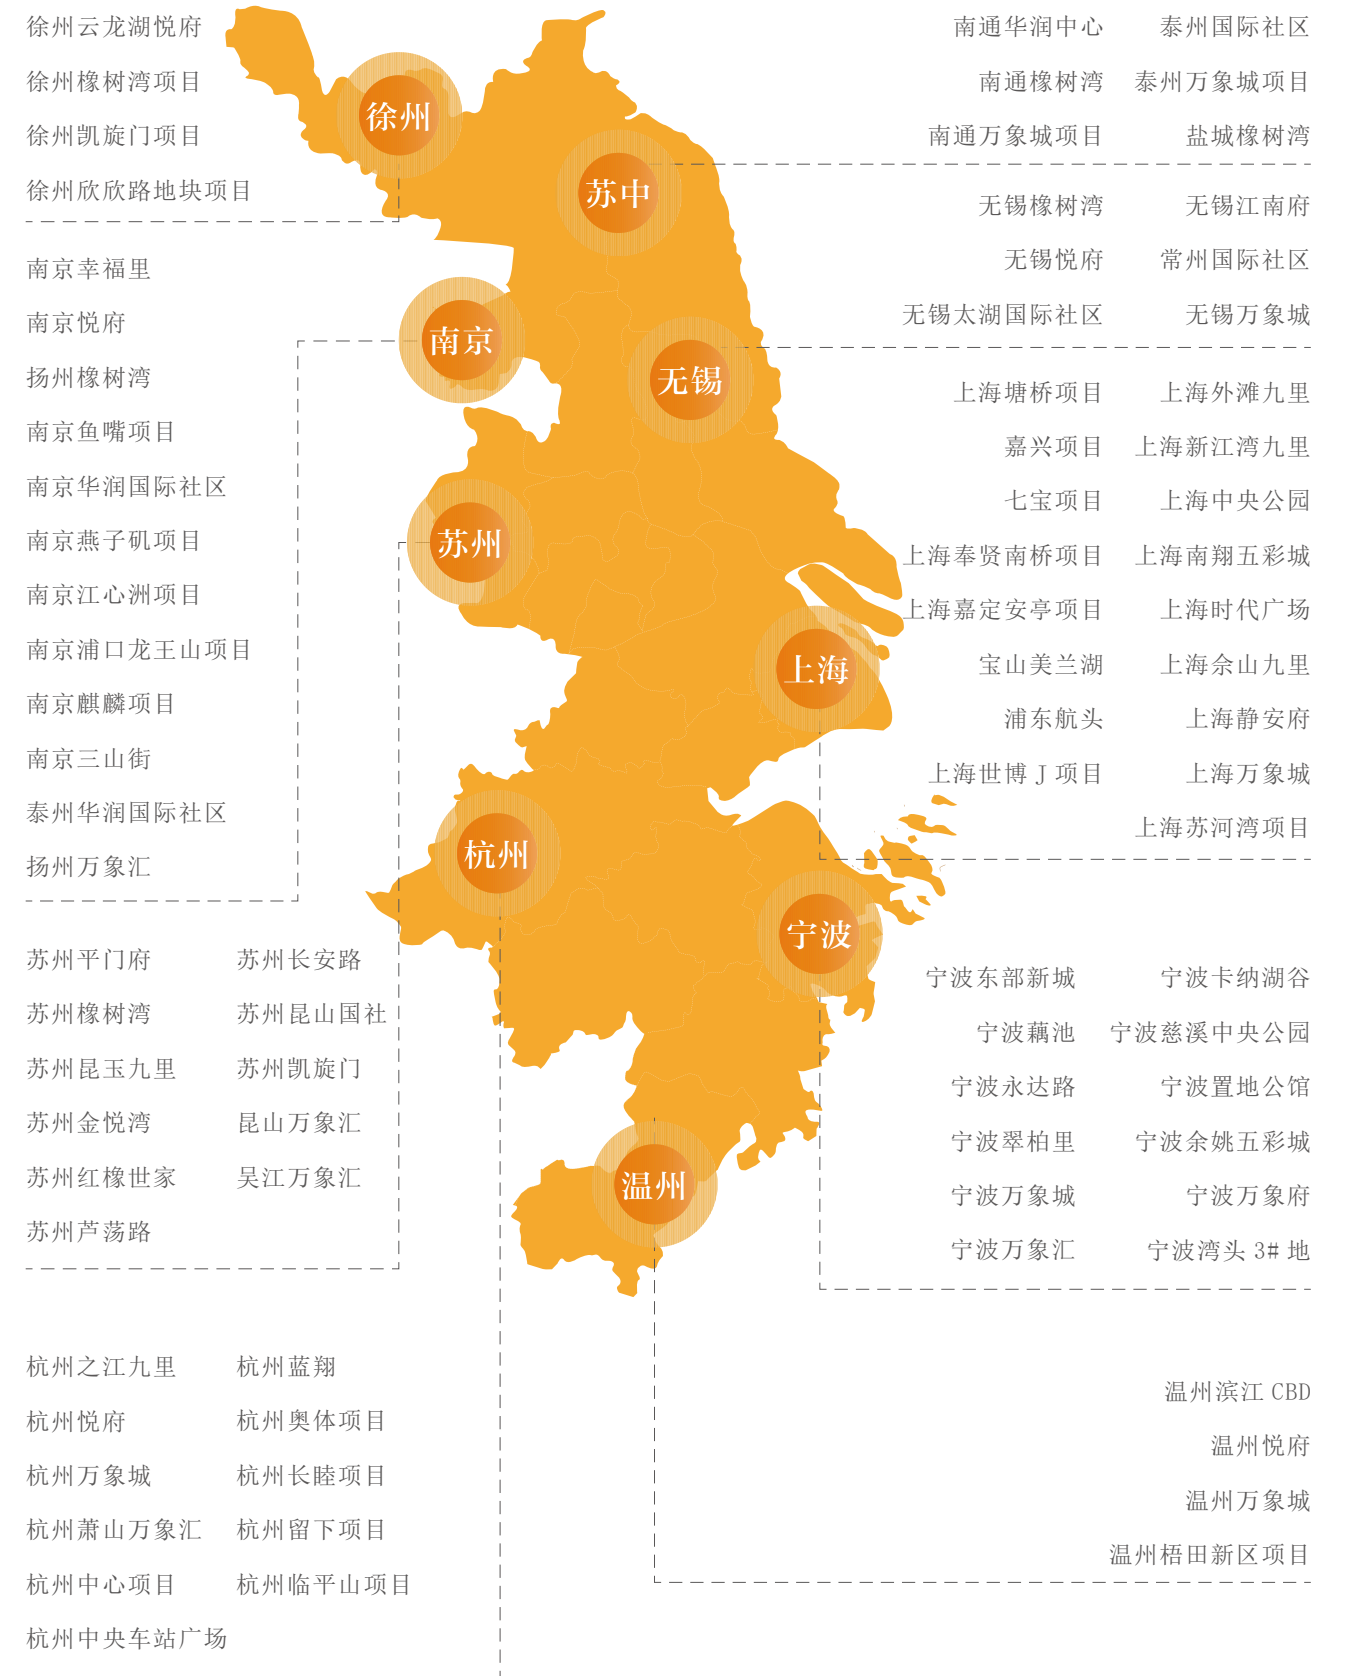 徐州云龙湖悦府
徐州橡树湾项目
徐州凯旋门项目
徐州欣欣路地块项目
南京幸福里
南京悦府
扬州橡树湾
南京鱼嘴项目
南京华润国际社区
南京燕子矶项目
南京江心洲项目
南京浦口龙王山项目
南京麒麟项目
南京三山街
泰州华润国际社区
扬州万象汇
苏州平门府 苏州长安路
苏州橡树湾 苏州昆山国社
苏州昆玉九里 苏州凯旋门
苏州金悦湾 昆山万象汇
苏州红橡世家 吴江万象汇
苏州芦荡路
杭州之江九里 杭州蓝翔
杭州悦府 杭州奥体项目
杭州万象城 杭州长睦项目
杭州萧山万象汇 杭州留下项目
杭州中心项目 杭州临平山项目
杭州中央车站广场
徐州
苏中
南京
无锡
苏州
上海
杭州
宁波
温州
南通华润中心 泰州国际社区
南通橡树湾 泰州万象城项目
南通万象城项目 盐城橡树湾
无锡橡树湾 无锡江南府
无锡悦府 常州国际社区
无锡太湖国际社区 无锡万象城
上海塘桥项目 上海外滩九里
嘉兴项目 上海新江湾九里
七宝项目 上海中央公园
上海奉贤南桥项目 上海南翔五彩城
上海嘉定安亭项目 上海时代广场
宝山美兰湖 上海佘山九里
浦东航头 上海静安府
上海世博 J 项目 上海万象城
上海苏河湾项目
宁波东部新城 宁波卡纳湖谷
宁波藕池 宁波慈溪中央公园
宁波永达路 宁波置地公馆
宁波翠柏里 宁波余姚五彩城
宁波万象城 宁波万象府
宁波万象汇 宁波湾头 3# 地
温州滨江 CBD
温州悦府
温州万象城
温州梧田新区项目